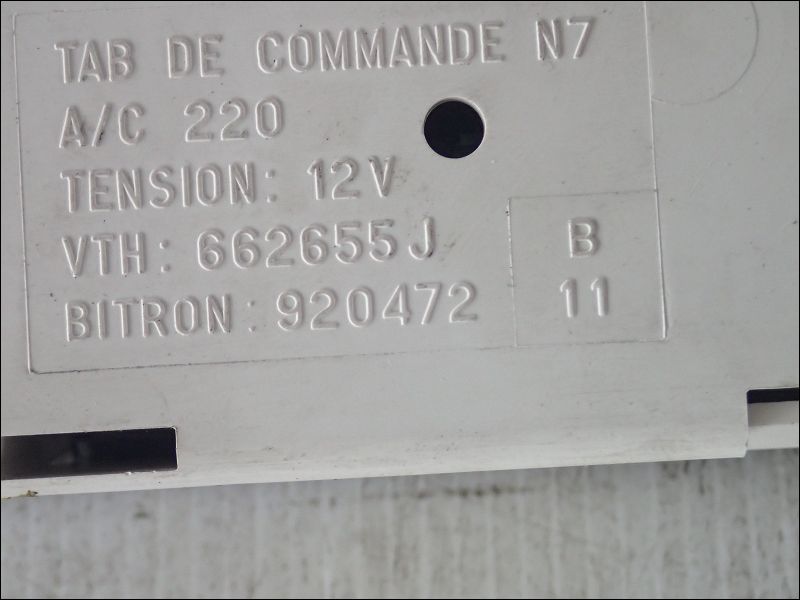 TAB DE COMMANDE N7
A/C 220
TENSION: 12V
VTH: 662655J
BITRON: 920472
B
11